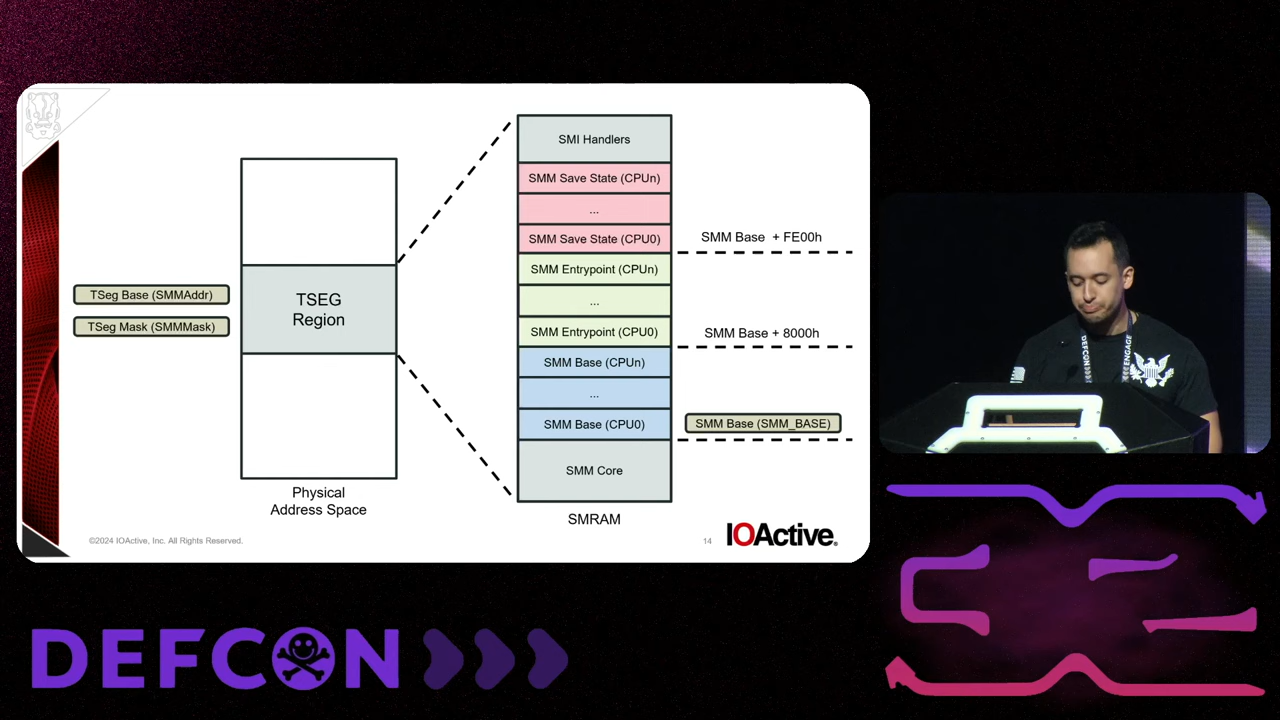 SMI Handlers
SMM Save State (CPUn)
...
SMM Save State (CPU0)
SMM Entrypoint (CPUn)
...
SMM Entrypoint (CPU0)
SMM Base (CPUn)
...
SMM Base (CPU0)
SMM Core
SMRAM
SMM Base + FE00h
SMM Base + 8000h
SMM Base (SMM_BASE)
TSeg Base (SMMAddr)
TSeg Mask (SMMMask)
TSEG
Region
Physical
Address Space
©2024 IOActive, Inc. All Rights Reserved.
14
IOActive.
DEFCON
DEFCON
ENGAGE